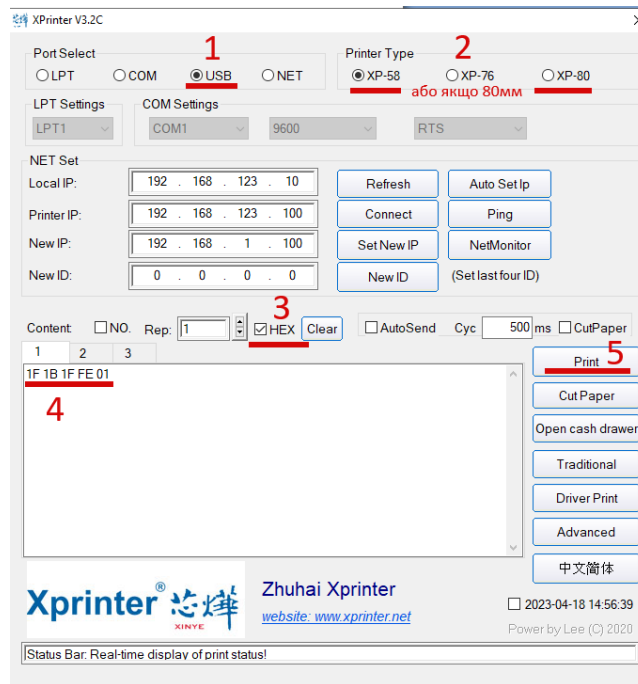 XPrinter V3.2C
Port Select
1
LPT COM USB NET
Printer Type
2
XP-58 XP-76 XP-80
або якщо 80мм
LPT Settings
LPT1
COM Settings
COM1 9600 RTS
NET Set
Local IP: 192 . 168 . 123 . 10 Refresh Auto Set Ip
Printer IP: 192 . 168 . 123 . 100 Connect Ping
New IP: 192 . 168 . 1 . 100 Set New IP NetMonitor
New ID: 0 . 0 . 0 . 0 New ID (Set last four ID)
3
Content: NO. Rep: 1 HEX Clear AutoSend Cyc 500 ms CutPaper
1 2 3
1F 1B 1F FE 01
4
Print 5
Cut Paper
Open cash drawer
Traditional
Driver Print
Advanced
中文简体
Xprinter® 芯烨
XINYE
Zhuhai Xprinter
website: www.xprinter.net
2023-04-18 14:56:39
Power by Lee (C) 2020
Status Bar: Real-time display of print status!